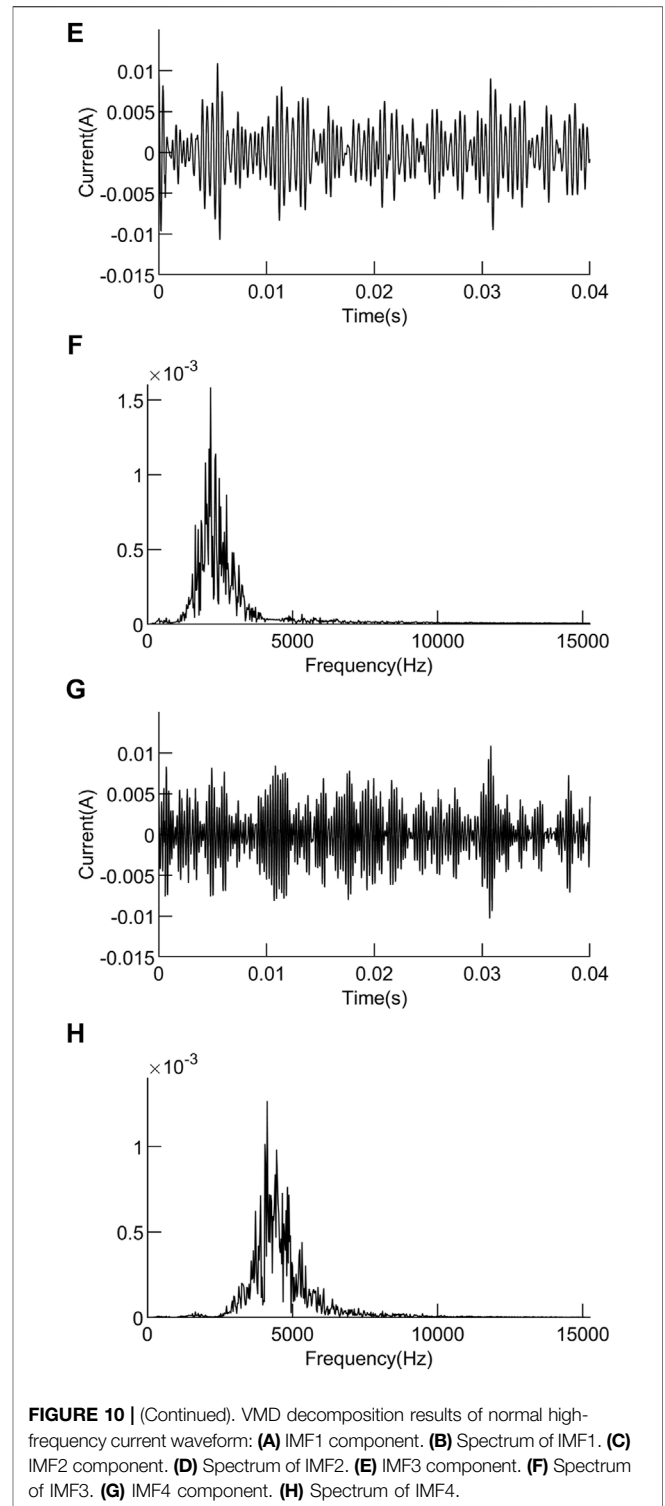 E
0.01
0.005
0
-0.005
-0.01
-0.015
Current(A)
0 0.01 0.02 0.03 0.04
Time(s)
F
×10⁻³
1.5
1
0.5
0
0 5000 10000 15000
Frequency(Hz)
G
0.01
0.005
0
-0.005
-0.01
-0.015
Current(A)
0 0.01 0.02 0.03 0.04
Time(s)
H
×10⁻³
1
0.5
0
0 5000 10000 15000
Frequency(Hz)
FIGURE 10 | (Continued). VMD decomposition results of normal high-
frequency current waveform: (A) IMF1 component. (B) Spectrum of IMF1. (C)
IMF2 component. (D) Spectrum of IMF2. (E) IMF3 component. (F) Spectrum
of IMF3. (G) IMF4 component. (H) Spectrum of IMF4.